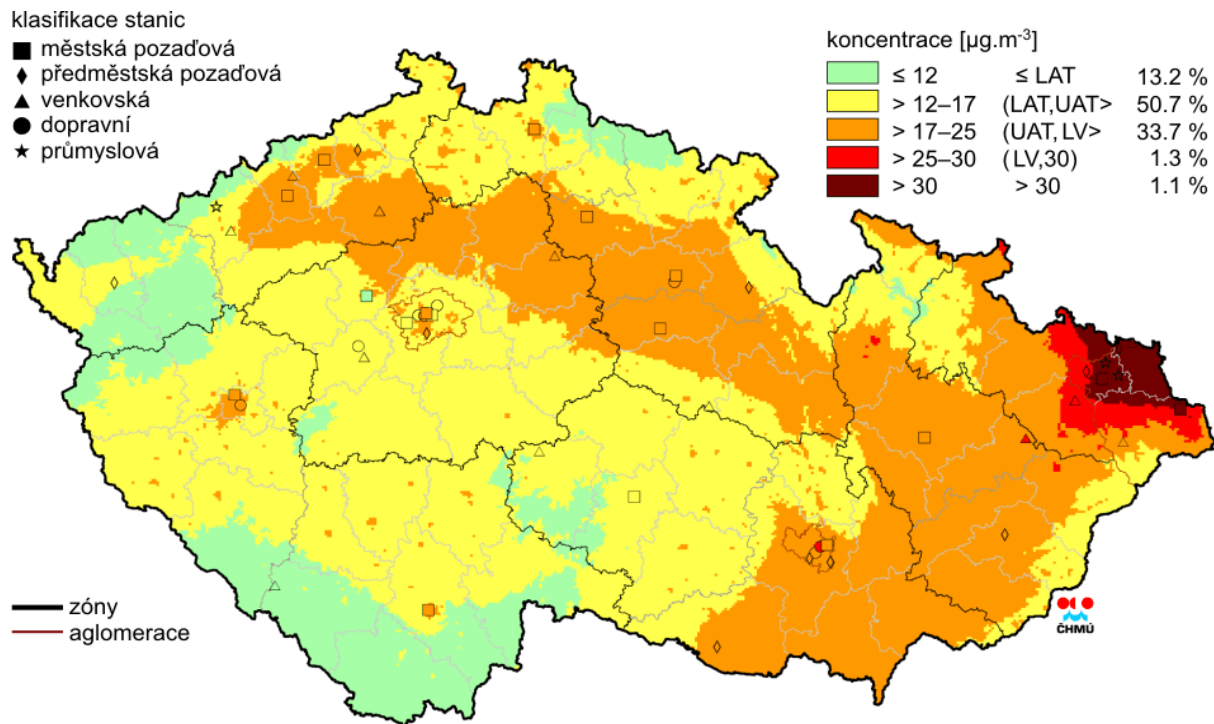 klasifikace stanic
městská pozaďová
předměstská pozaďová
venkovská
dopravní
průmyslová
koncentrace [µg.m⁻³]
≤ 12 ≤ LAT 13.2 %
> 12–17 (LAT,UAT> 50.7 %
> 17–25 (UAT, LV> 33.7 %
> 25–30 (LV,30) 1.3 %
> 30 > 30 1.1 %
zóny
aglomerace
ČHMÚ